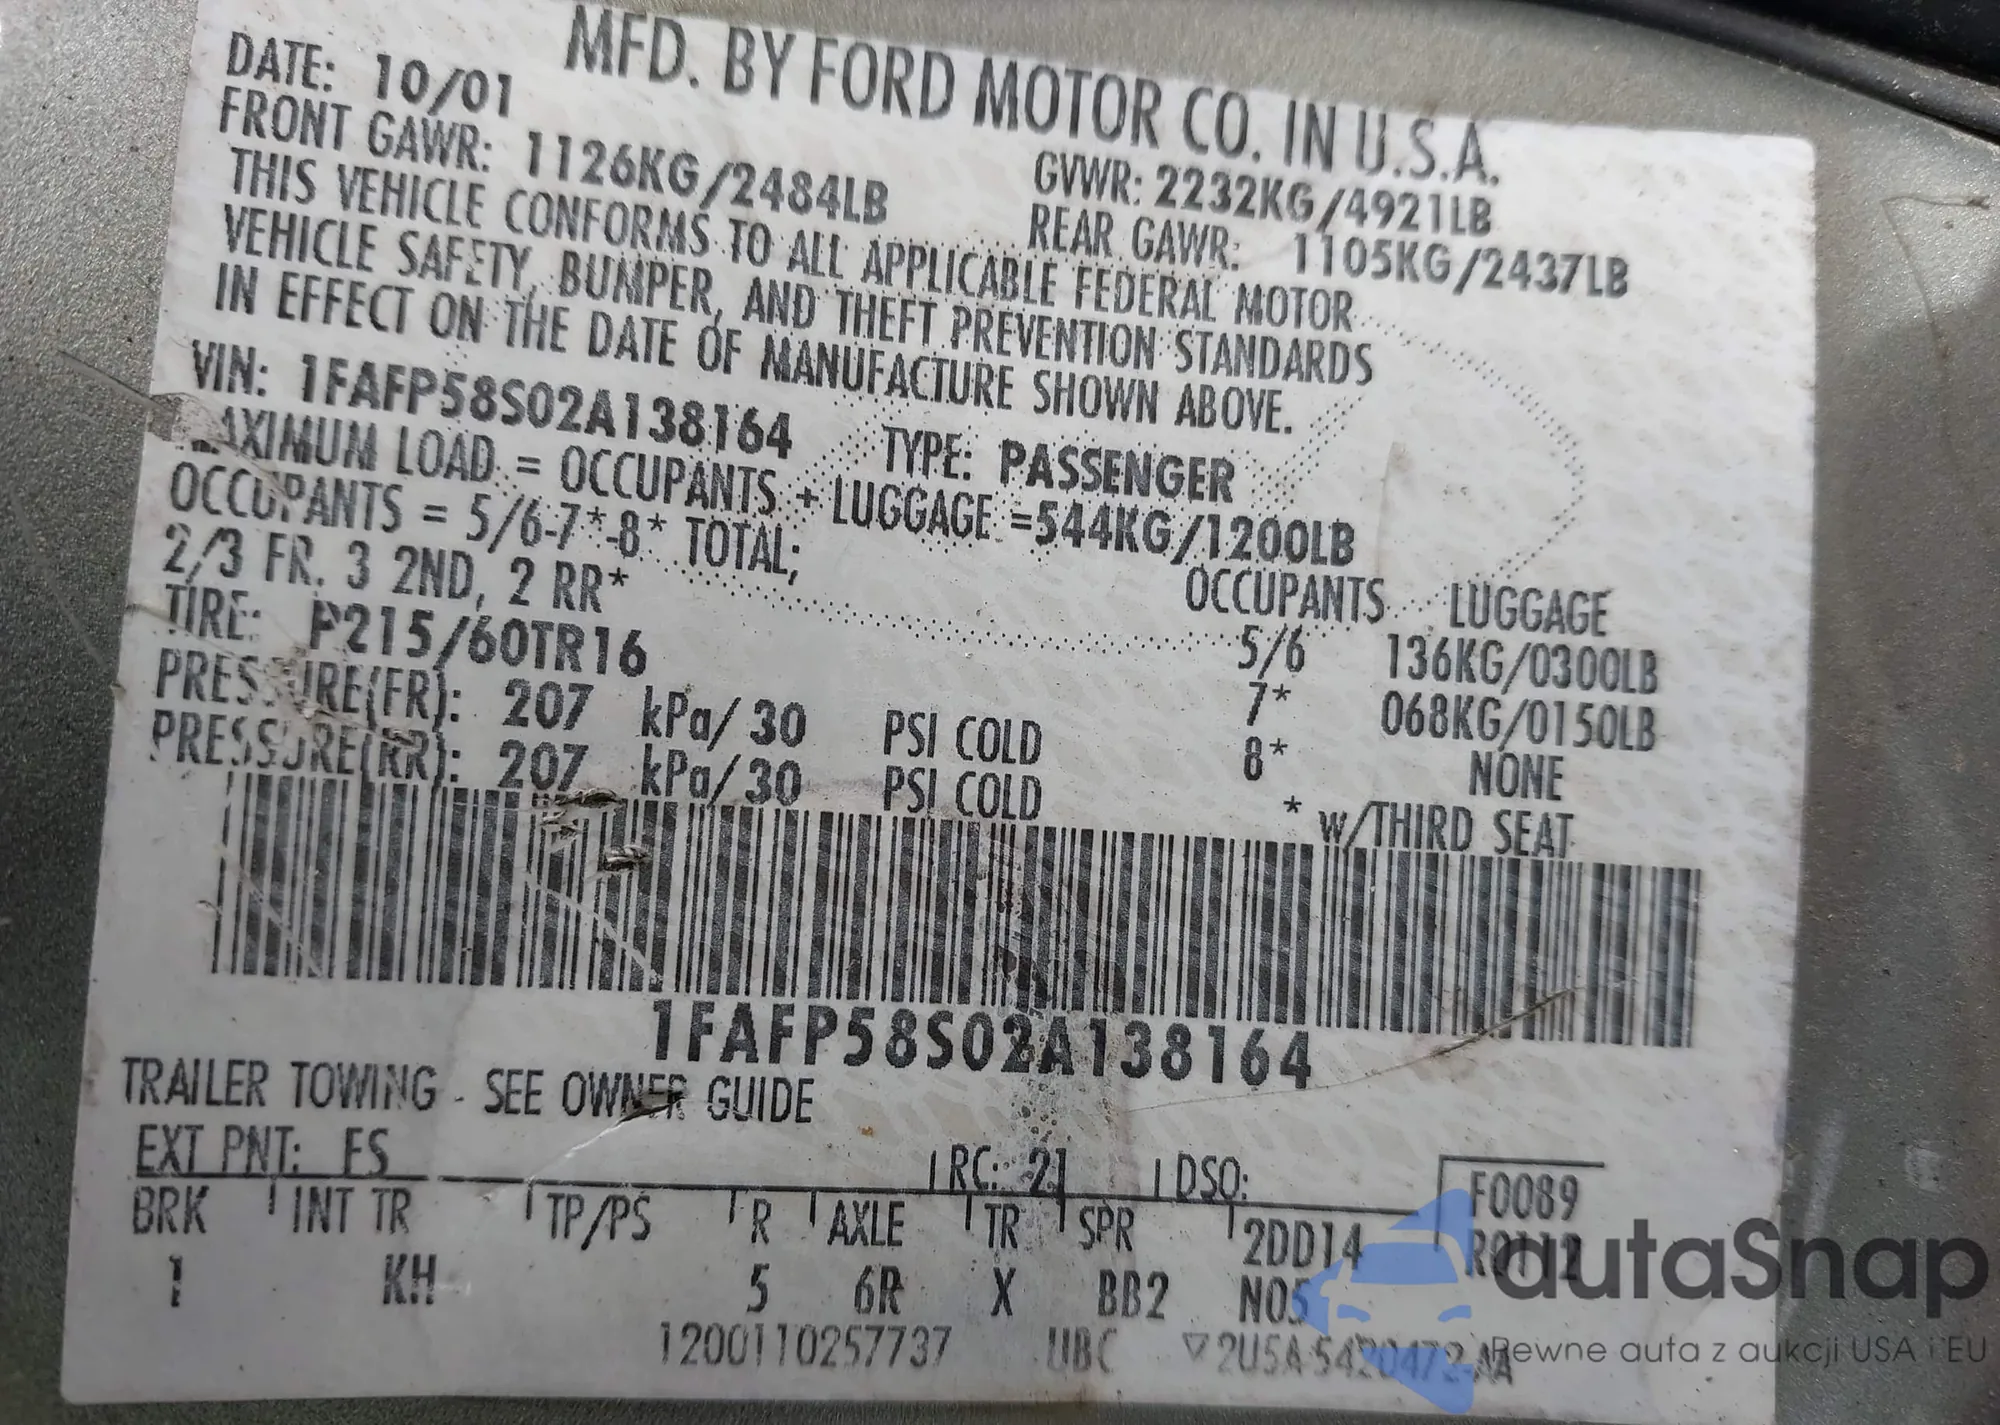 MFD. BY FORD MOTOR CO. IN U.S.A.
DATE: 10/01
GVWR: 2232KG/4921LB
FRONT GAWR: 1126KG/2484LB
REAR GAWR: 1105KG/2437LB
THIS VEHICLE CONFORMS TO ALL APPLICABLE FEDERAL MOTOR
VEHICLE SAFETY, BUMPER, AND THEFT PREVENTION STANDARDS
IN EFFECT ON THE DATE OF MANUFACTURE SHOWN ABOVE.
VIN: 1FAFP58S02A138164
TYPE: PASSENGER
MAXIMUM LOAD = OCCUPANTS + LUGGAGE =544KG/1200LB
OCCUPANTS = 5/6-7*-8* TOTAL;
2/3 FR. 3 2ND, 2 RR*
OCCUPANTS LUGGAGE
5/6 136KG/0300LB
7* 068KG/0150LB
8* NONE
* W/THIRD SEAT
TIRE: P215/60TR16
PRESSURE(FR): 207 kPa/ 30 PSI COLD
PRESSURE(RR): 207 kPa/ 30 PSI COLD
1FAFP58S02A138164
TRAILER TOWING - SEE OWNER GUIDE
EXT PNT: FS RC: 21 DSO: F0089
BRK INT TR TP/PS R AXLE TR SPR 2DD14 R0112
1 KH 5 6R X BB2 N05
1200110257737 UBC ▽2U5A-5420472-AA
autaSnap
Pewne auta z aukcji USA i EU